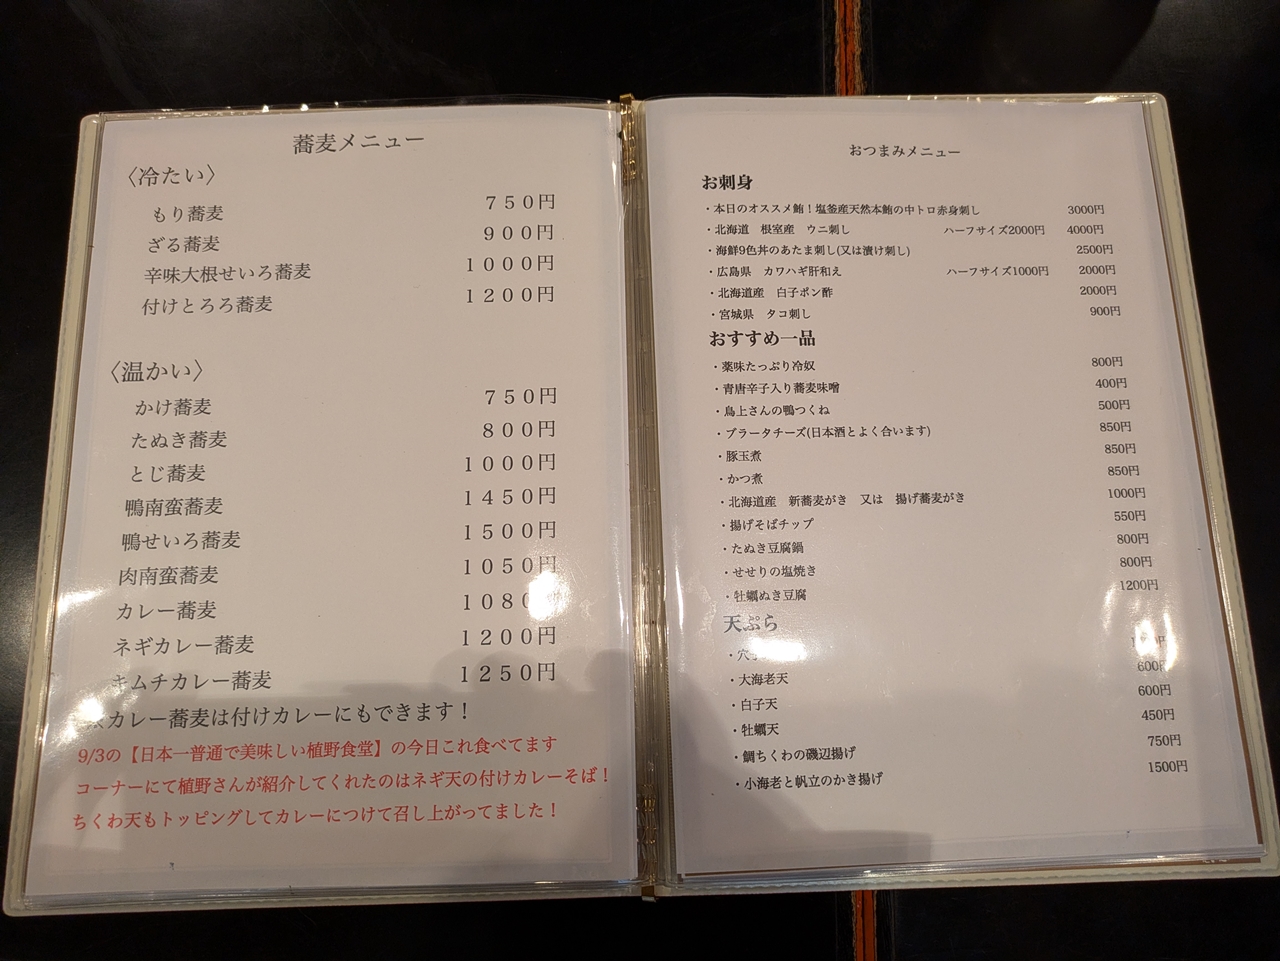 蕎麦メニュー
〈冷たい〉
もり蕎麦 750円
ざる蕎麦 900円
辛味大根せいろ蕎麦 1000円
付けとろろ蕎麦 1200円
〈温かい〉
かけ蕎麦 750円
たぬき蕎麦 800円
とじ蕎麦 1000円
鴨南蛮蕎麦 1450円
鴨せいろ蕎麦 1500円
肉南蛮蕎麦 1050円
カレー蕎麦 1080
ネギカレー蕎麦 1200円
キムチカレー蕎麦 1250円
カレー蕎麦は付けカレーにもできます！
9/3の【日本一普通で美味しい植野食堂】の今日これ食べてます
コーナーにて植野さんが紹介してくれたのはネギ天の付けカレーそば！
ちくわ天もトッピングしてカレーにつけて召し上がってました！
おつまみメニュー
お刺身
・本日のオススメ鮪！塩釜産天然本鮪の中トロ赤身刺し 3000円
・北海道 根室産 ウニ刺し ハーフサイズ2000円 4000円
・海鮮9色丼のあたま刺し(又は漬け刺し) 2500円
・広島県 カワハギ肝和え ハーフサイズ1000円 2000円
・北海道産 白子ポン酢 2000円
・宮城県 タコ刺し 900円
おすすめ一品
・薬味たっぷり冷奴 800円
・青唐辛子入り蕎麦味噌 400円
・鳥上さんの鴨つくね 500円
・ブラータチーズ(日本酒とよく合います) 850円
・豚玉煮 850円
・かつ煮 850円
・北海道産 新蕎麦がき 又は 揚げ蕎麦がき 1000円
・揚げそばチップ 550円
・たぬき豆腐鍋 800円
・せせりの塩焼き 800円
・牡蠣ぬき豆腐 1200円
天ぷら
・穴子
・大海老天 600円
・白子天 600円
・牡蠣天 450円
・鯛ちくわの磯辺揚げ 750円
・小海老と帆立のかき揚げ 1500円